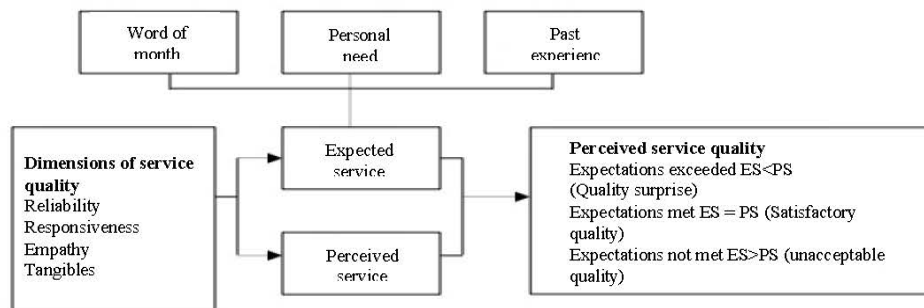 Word of
month
Personal
need
Past
experienc
Dimensions of service
quality
Reliability
Responsiveness
Empathy
Tangibles
Expected
service
Perceived
service
Perceived service quality
Expectations exceeded ES<PS
(Quality surprise)
Expectations met ES = PS (Satisfactory
quality)
Expectations not met ES>PS (unacceptable
quality)